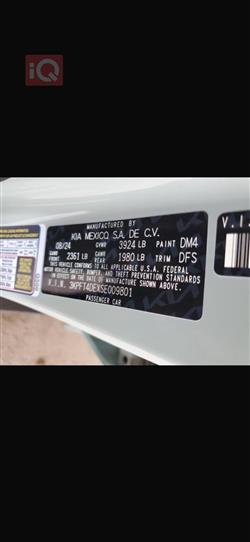 iQ
MANUFACTURED BY
KIA MEXICO, S.A. DE C.V.
08/24 GVWR 3924 LB PAINT DM4
GAWR FRONT 2361 LB GAWR REAR 1980 LB TRIM DFS
THIS VEHICLE CONFORMS TO ALL APPLICABLE U.S.A. FEDERAL
MOTOR VEHICLE SAFETY, BUMPER, AND THEFT PREVENTION STANDARDS
IN EFFECT ON THE DATE OF MANUFACTURE SHOWN ABOVE.
V.I.N. 3KPFT4DEXSE009801
PASSENGER CAR
V.I.